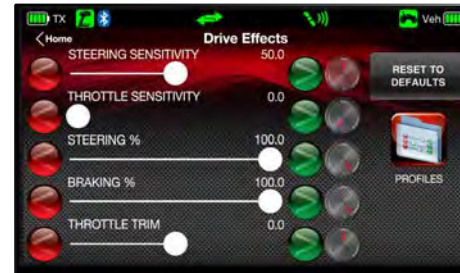 TX Veh
Home Drive Effects
STEERING SENSITIVITY 50.0
RESET TO
DEFAULTS
THROTTLE SENSITIVITY 0.0
STEERING % 100.0
BRAKING % 100.0
PROFILES
THROTTLE TRIM 0.0